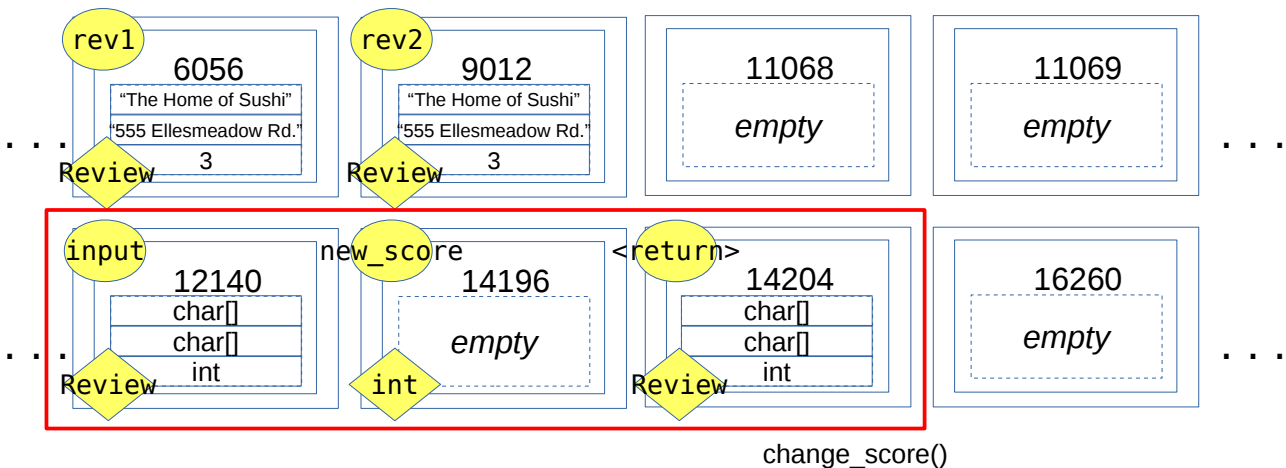 rev1 rev2
6056 9012 11068 11069
“The Home of Sushi” “The Home of Sushi”
“555 Ellesmeadow Rd.” “555 Ellesmeadow Rd.” empty empty
. . . 3 3 . . .
Review Review
input new_score <return>
12140 14196 14204 16260
char[] char[]
char[] empty char[] empty
. . . int int . . .
Review int Review
change_score()